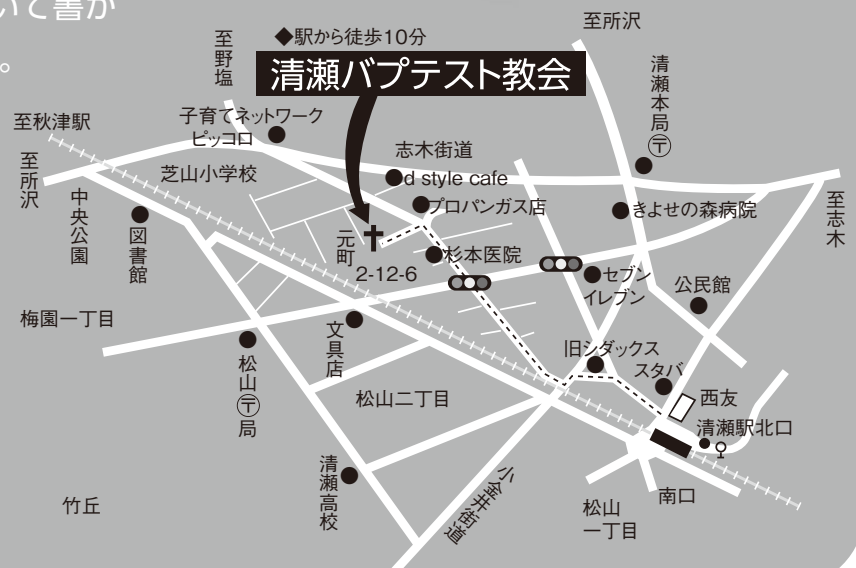 いて書か
。
◆駅から徒歩10分
清瀬バプテスト教会
至所沢
至野塩
清瀬本局〒
子育てネットワーク
ピッコロ
至秋津駅
至所沢
芝山小学校
志木街道
d style cafe
プロパンガス店
きよせの森病院
至志木
中央公園
図書館
元町
2-12-6
杉本医院
セブン
イレブン
公民館
梅園一丁目
文具店
松山〒局
旧シダックス
スタバ
西友
松山二丁目
清瀬駅北口
清瀬高校
小金井街道
南口
竹丘
松山
一丁目